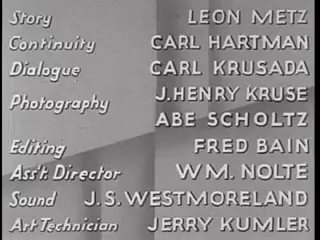 Story LEON METZ
Continuity CARL HARTMAN
Dialogue CARL KRUSADA
Photography J. HENRY KRUSE
ABE SCHOLTZ
Editing FRED BAIN
Ass't. Director WM. NOLTE
Sound J. S. WESTMORELAND
Art Technician JERRY KUMLER